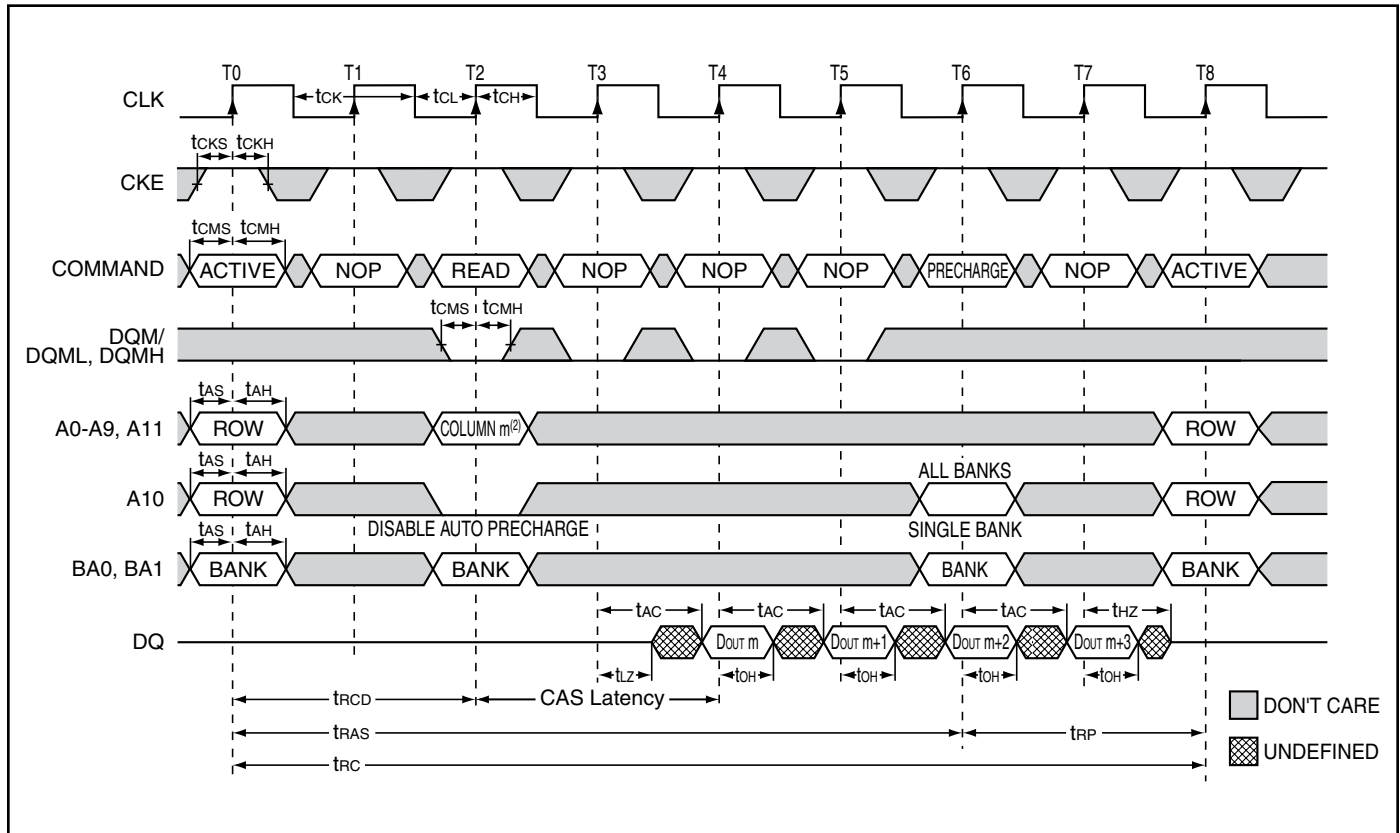 T0 T1 T2 T3 T4 T5 T6 T7 T8
CLK tCK tCL tCH
tCKS tCKH
CKE
tCMS tCMH
COMMAND ACTIVE NOP READ NOP NOP NOP PRECHARGE NOP ACTIVE
tCMS tCMH
DQM/
DQML, DQMH
tAS tAH
A0-A9, A11 ROW COLUMN m(2) ROW
tAS tAH ALL BANKS
A10 ROW ROW
DISABLE AUTO PRECHARGE SINGLE BANK
tAS tAH
BA0, BA1 BANK BANK BANK BANK
tAC tAC tAC tAC tHZ
DQ DOUT m DOUT m+1 DOUT m+2 DOUT m+3
tLZ tOH tOH tOH tOH
tRCD CAS Latency
DON'T CARE
tRAS tRP
UNDEFINED
tRC